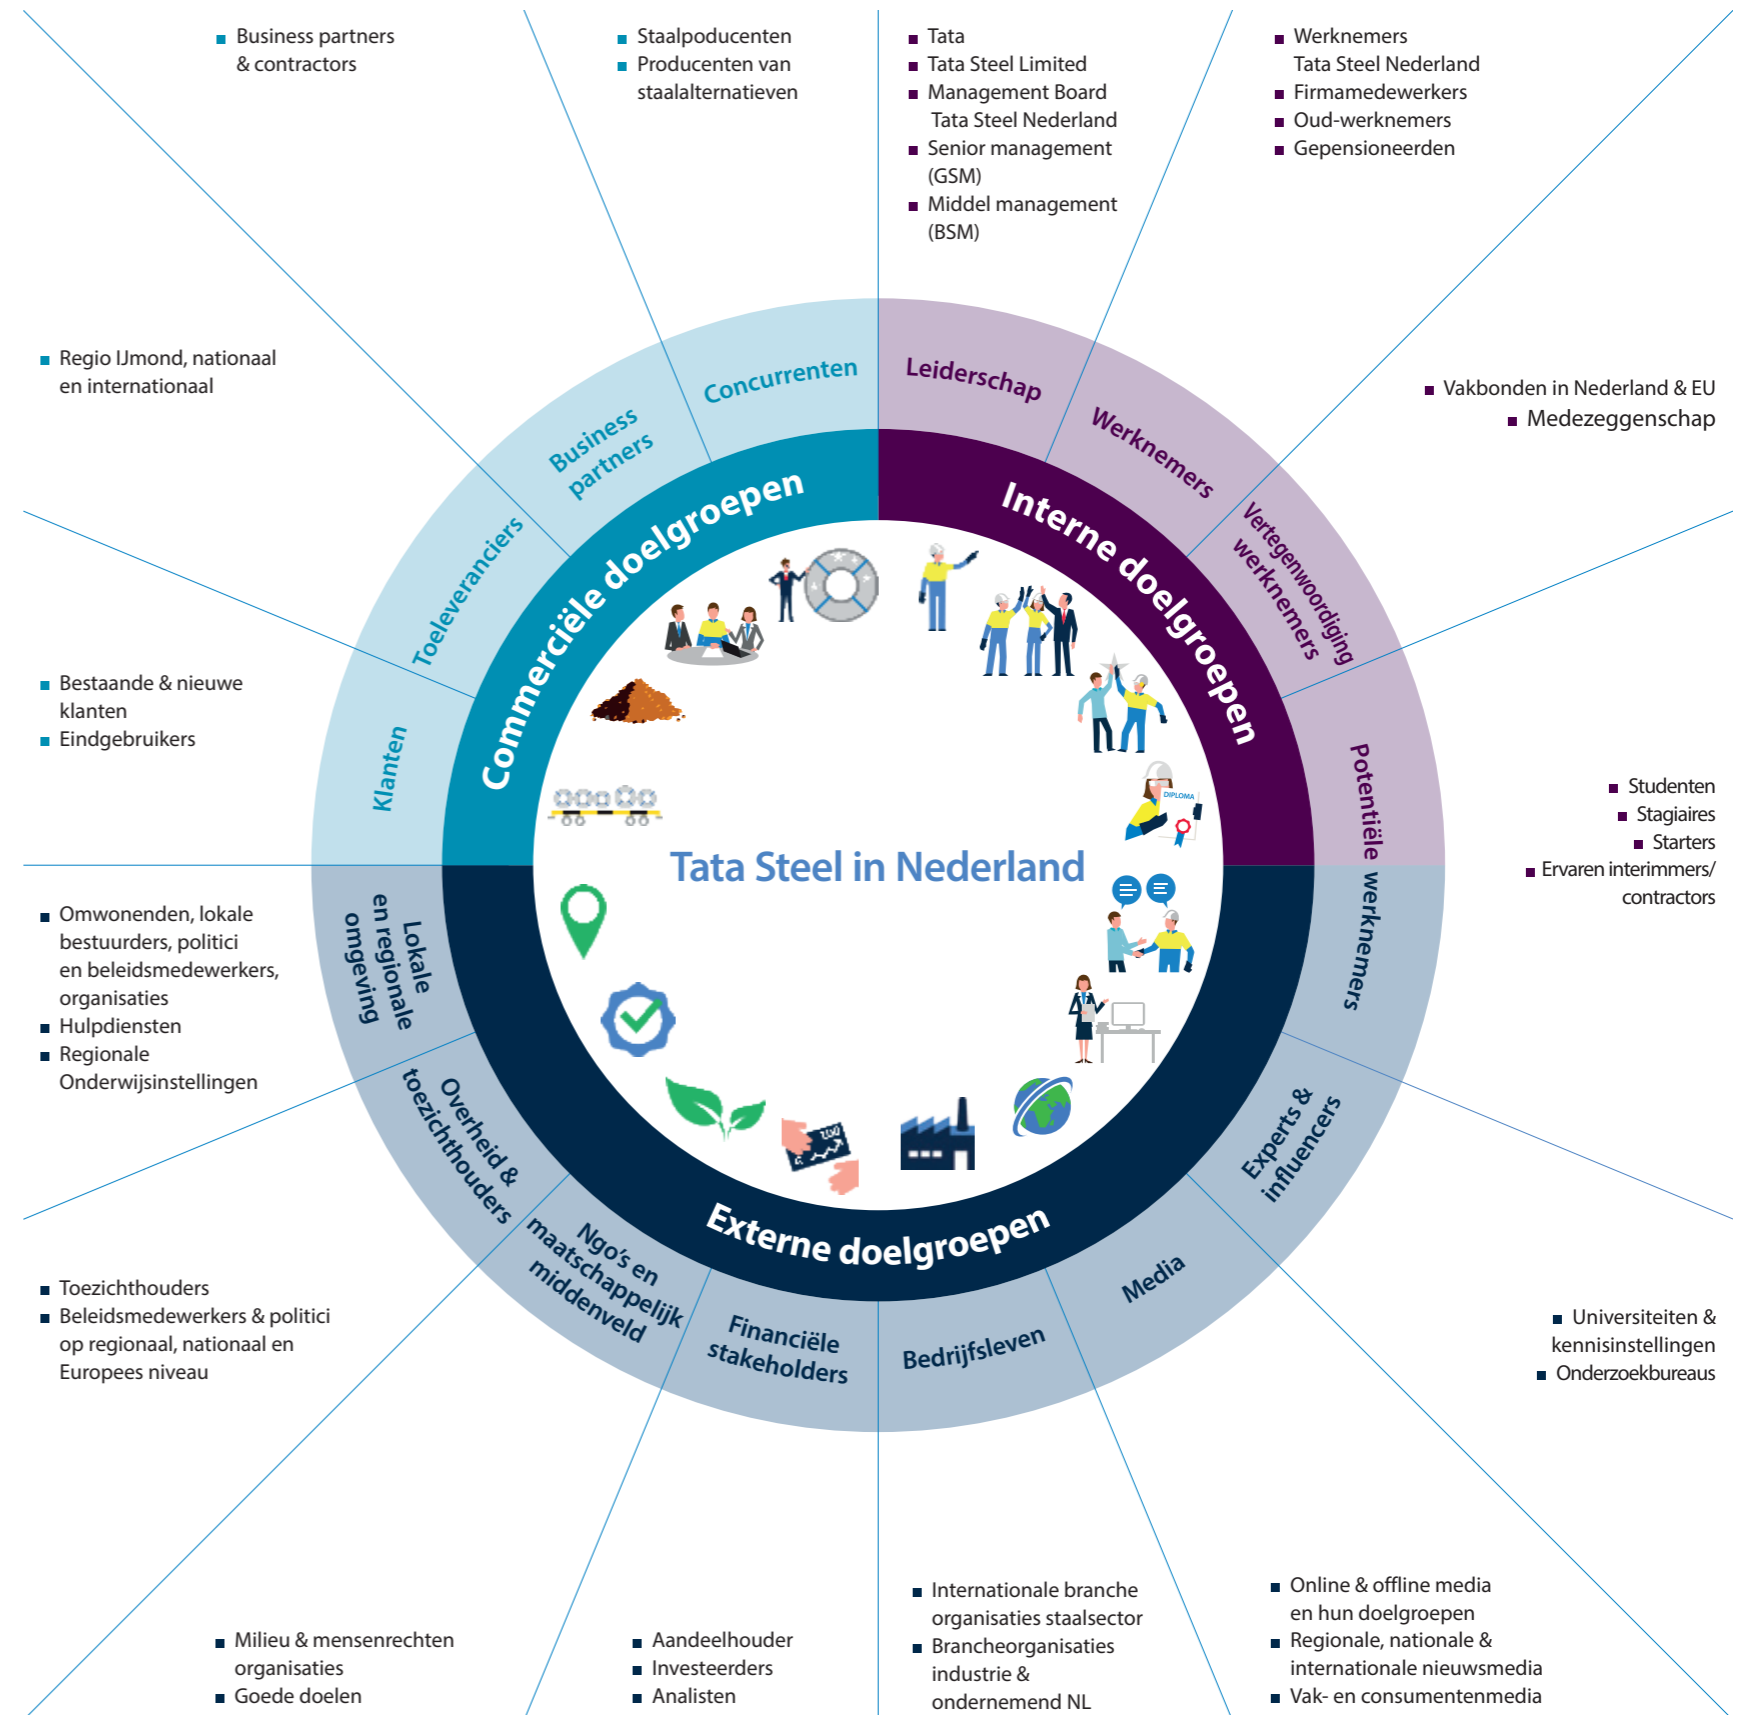 Business partners
& contractors
Staalpoducenten
Producenten van
staalalternatieven
Tata
Tata Steel Limited
Management Board
Tata Steel Nederland
Senior management
(GSM)
Middel management
(BSM)
Werknemers
Tata Steel Nederland
Firmamedewerkers
Oud-werknemers
Gepensioneerden
Regio IJmond, nationaal
en internationaal
Vakbonden in Nederland & EU
Medezeggenschap
Bestaande & nieuwe
klanten
Eindgebruikers
Studenten
Stagiaires
Starters
Ervaren interimmers/
contractors
Omwonenden, lokale
bestuurders, politici
en beleidsmedewerkers,
organisaties
Hulpdiensten
Regionale
Onderwijsinstellingen
Toezichthouders
Beleidsmedewerkers & politici
op regionaal, nationaal en
Europees niveau
Universiteiten &
kennisinstellingen
Onderzoekbureaus
Milieu & mensenrechten
organisaties
Goede doelen
Aandeelhouder
Investeerders
Analisten
Internationale branche
organisaties staalsector
Brancheorganisaties
industrie &
ondernemend NL
Online & offline media
en hun doelgroepen
Regionale, nationale &
internationale nieuwsmedia
Vak- en consumentenmedia
Concurrenten
Leiderschap
Business
partners
Werknemers
Toeleveranciers
Vertegenwoordiging
werknemers
Klanten
Potentiële werknemers
Lokale
en regionale
omgeving
Overheid &
toezichthouders
Experts &
influencers
Ngo's en
maatschappelijk
middenveld
Financiële
stakeholders
Bedrijfsleven
Media
Commerciële doelgroepen
Interne doelgroepen
Externe doelgroepen
DIPLOMA
Tata Steel in Nederland